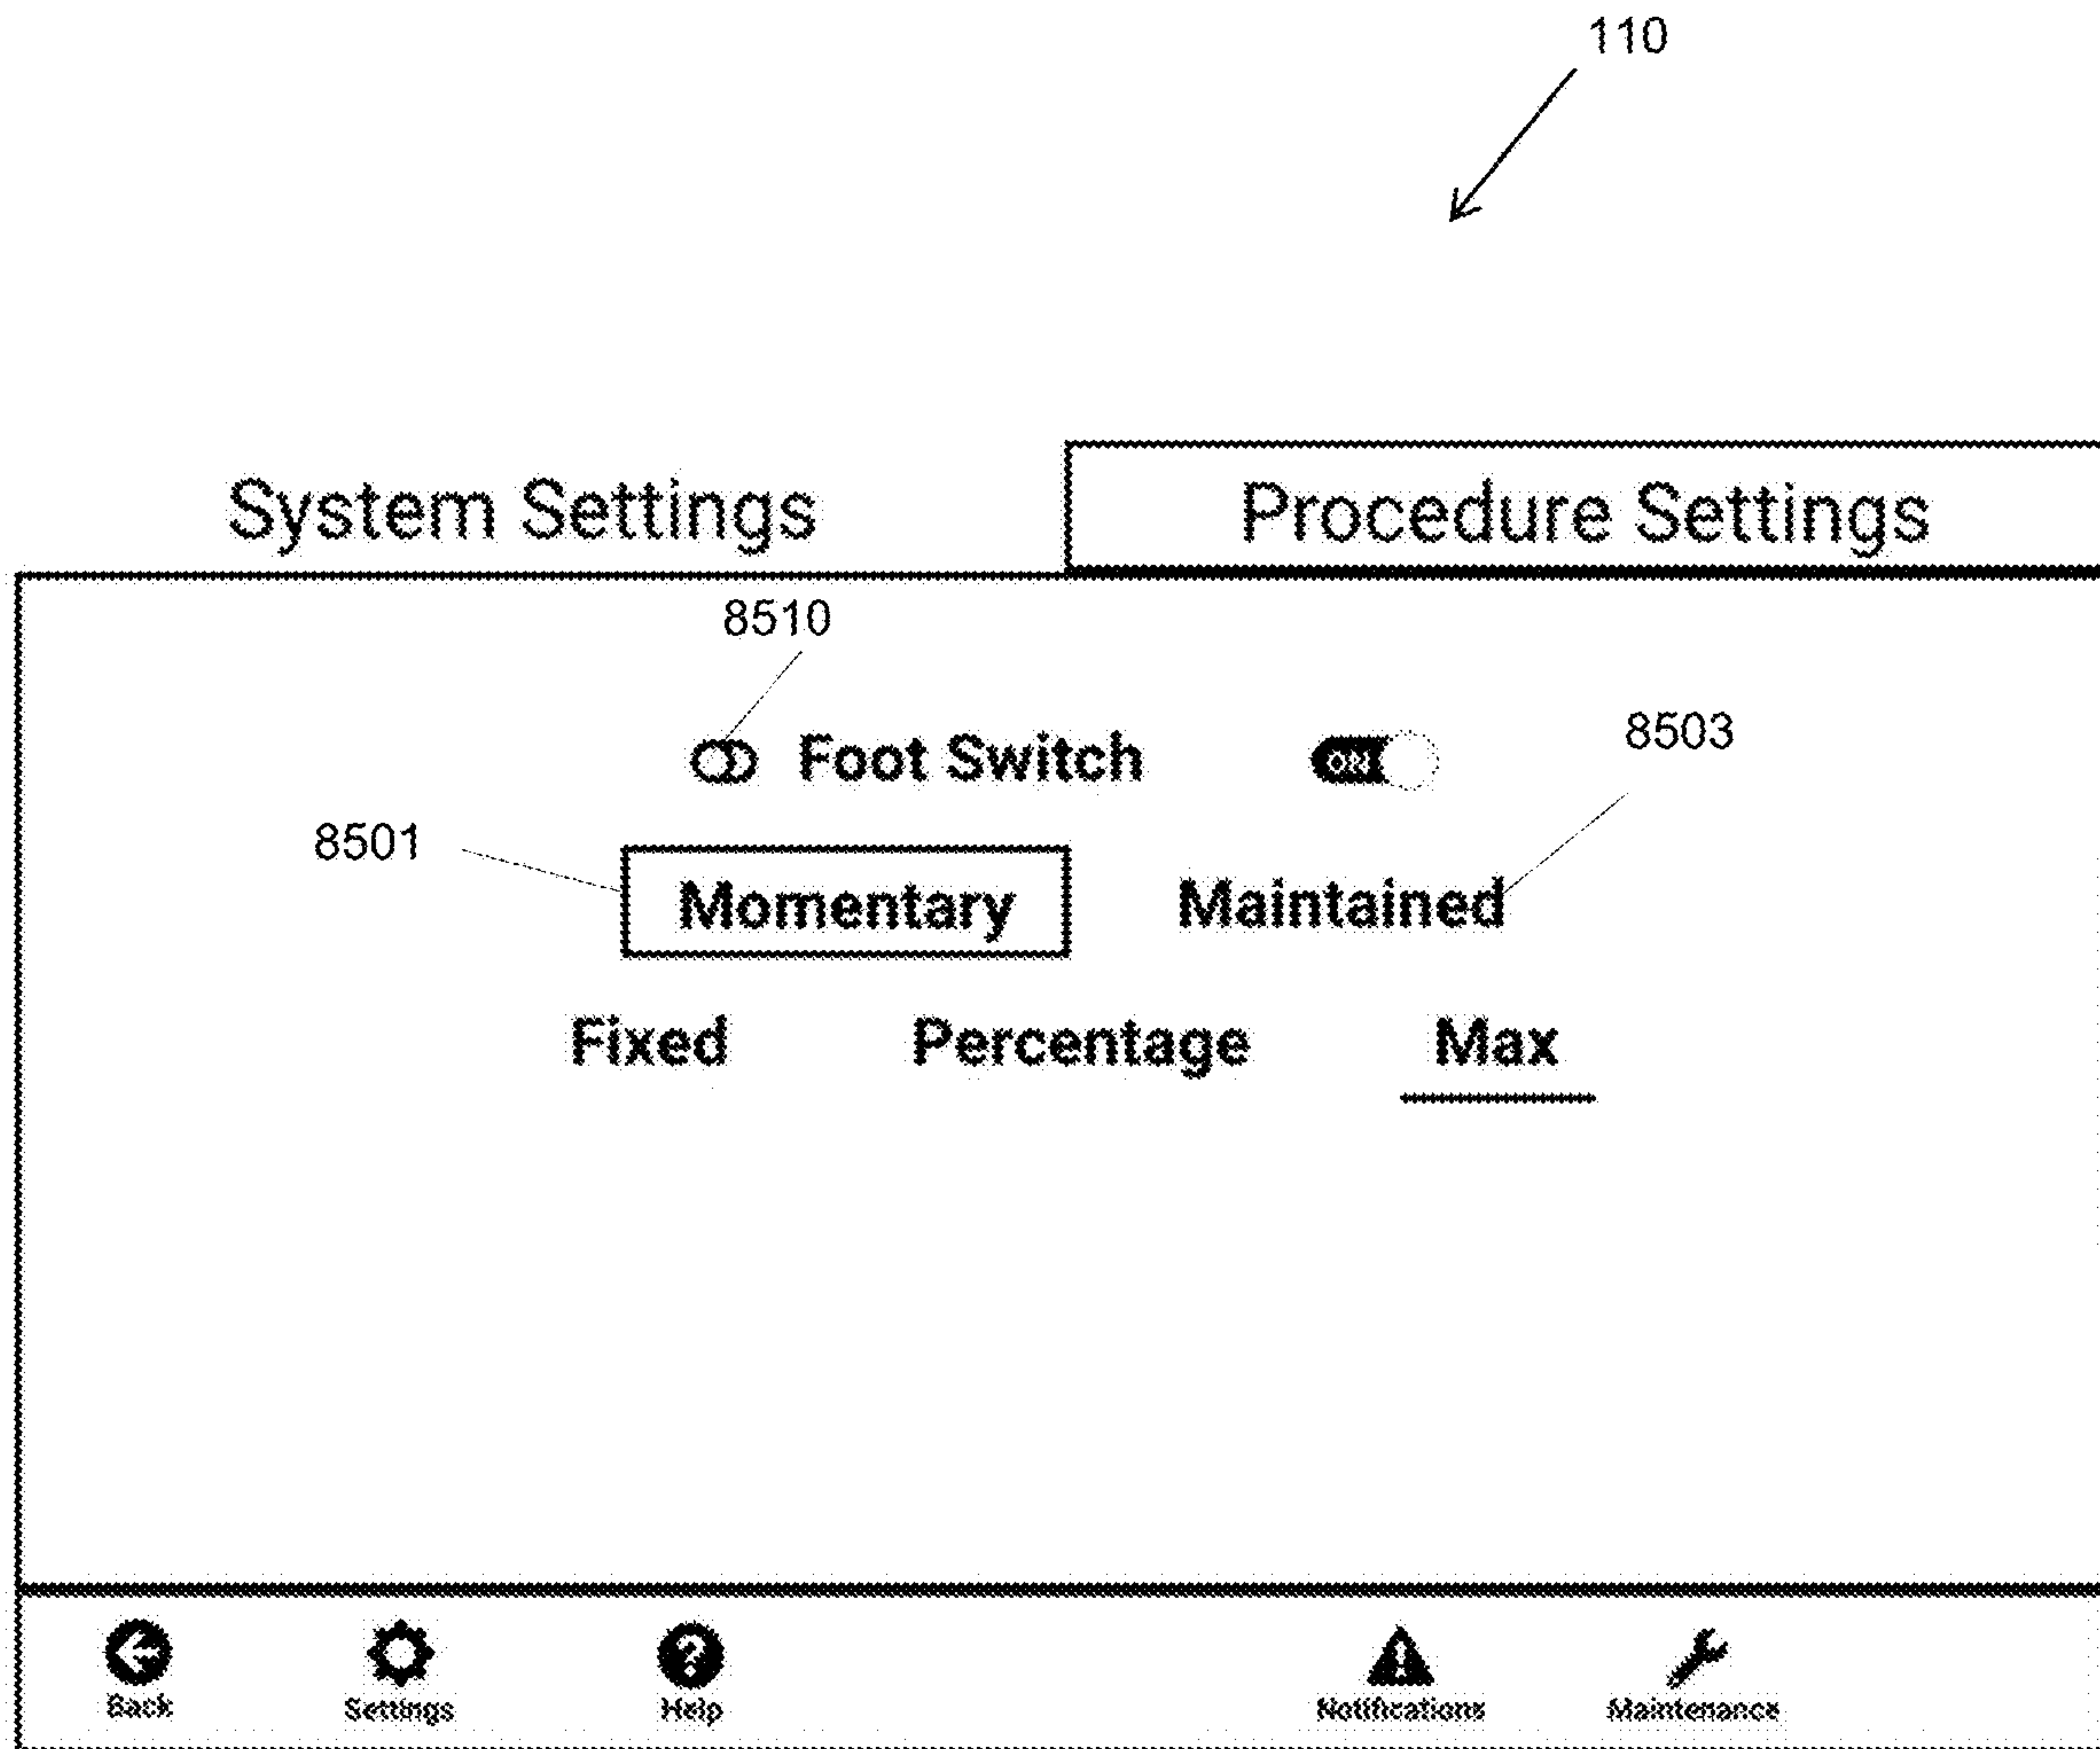 110
System Settings Procedure Settings
8510
Foot Switch ON
8503
8501
Momentary Maintained
Fixed Percentage Max
Back Settings Help Notifications Maintenance